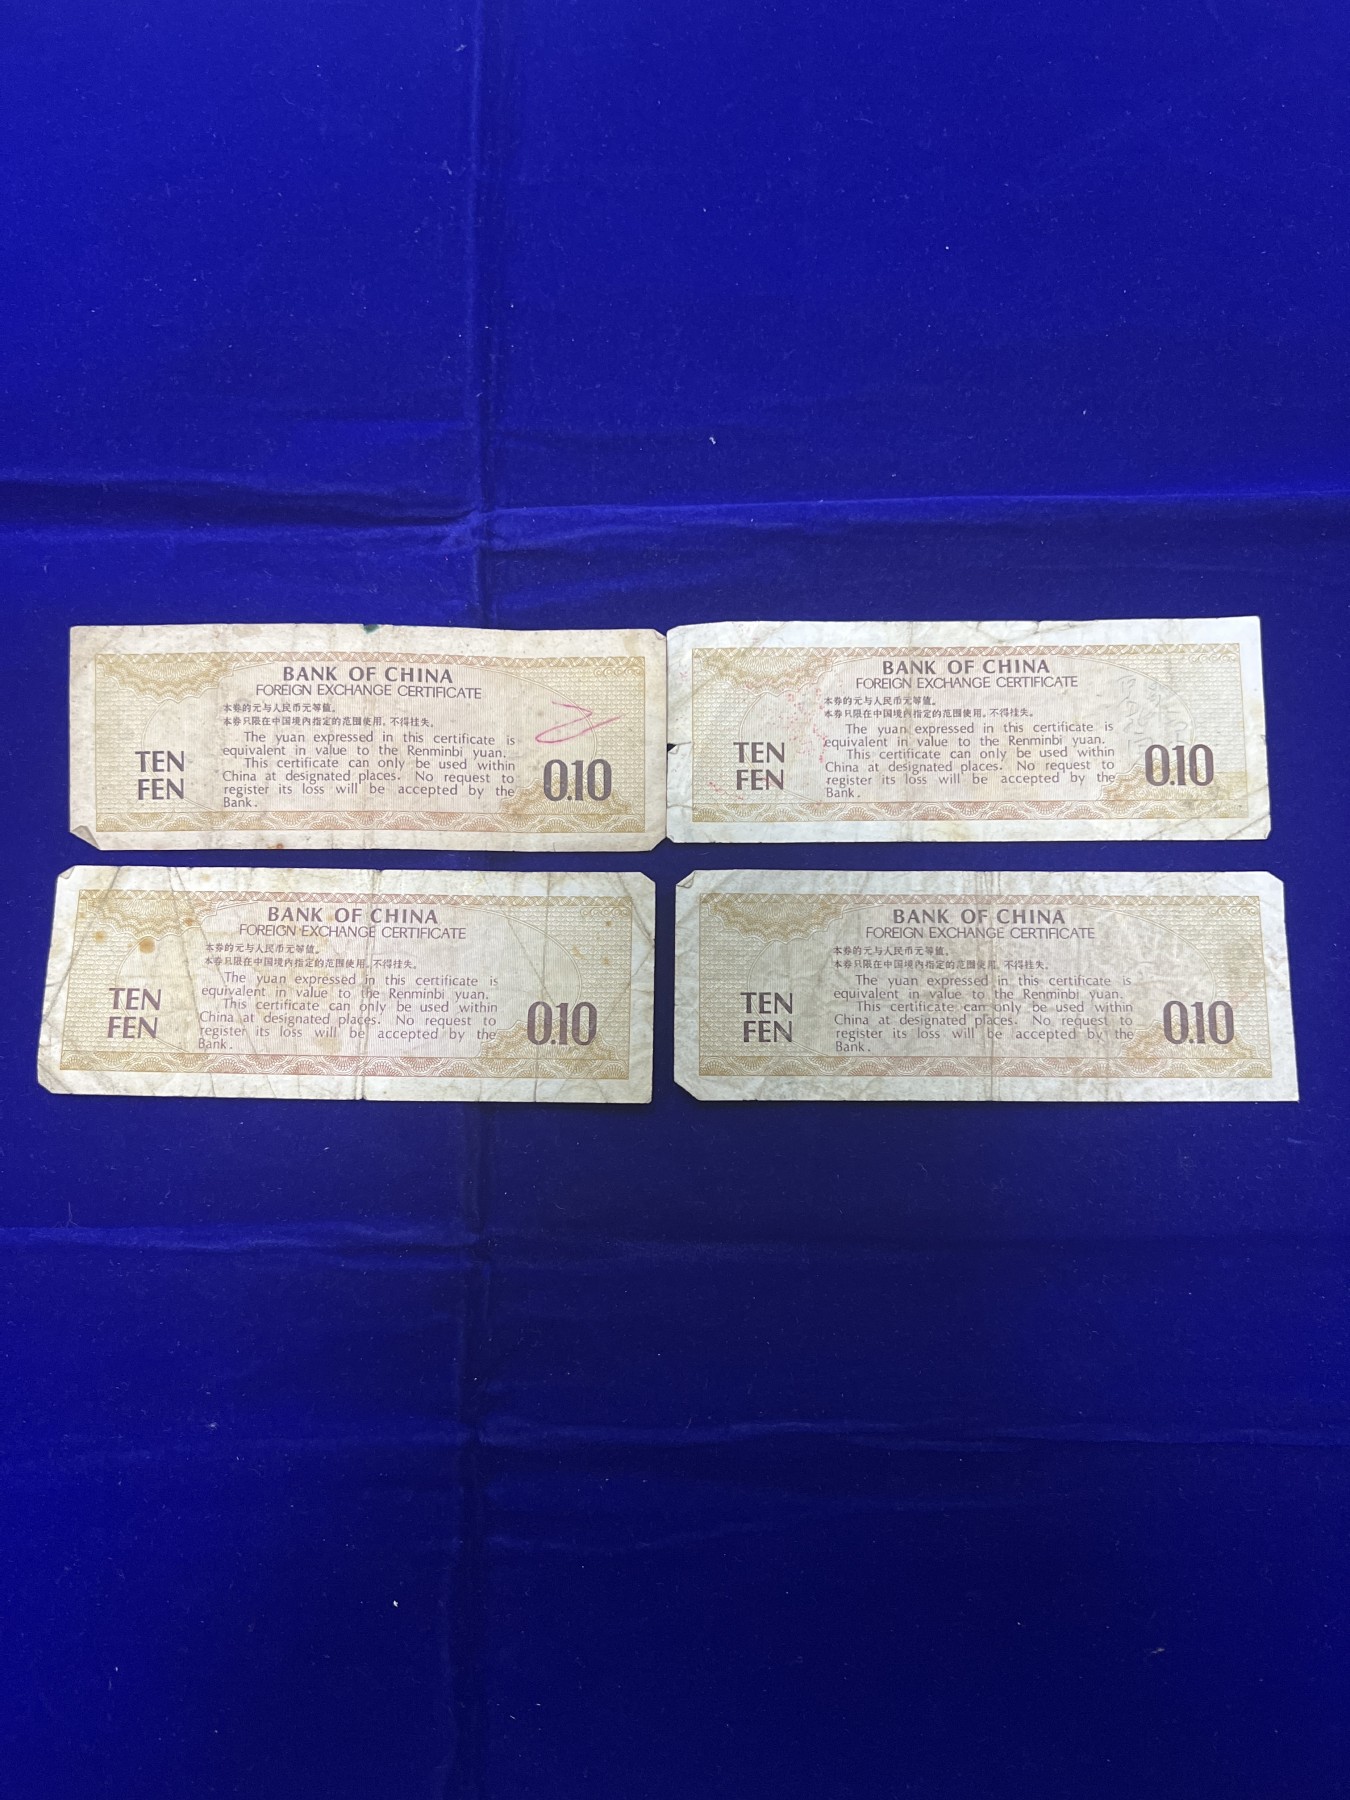 BANK OF CHINA
FOREIGN EXCHANGE CERTIFICATE
本券的元与人民币元等值。
本券只限在中国境内指定的范围使用,不得挂失。
The yuan expressed in this certificate is
equivalent in value to the Renminbi yuan.
This certificate can only be used within
China at designated places. No request to
register its loss will be accepted by the
Bank.
TEN
FEN
0.10
BANK OF CHINA
FOREIGN EXCHANGE CERTIFICATE
本券的元与人民币元等值。
本券只限在中国境内指定的范围使用,不得挂失。
The yuan expressed in this certificate is
equivalent in value to the Renminbi yuan.
This certificate can only be used within
China at designated places. No request to
register its loss will be accepted by the
Bank.
TEN
FEN
0.10
BANK OF CHINA
FOREIGN EXCHANGE CERTIFICATE
本券的元与人民币元等值。
本券只限在中国境内指定的范围使用,不得挂失。
The yuan expressed in this certificate is
equivalent in value to the Renminbi yuan.
This certificate can only be used within
China at designated places. No request to
register its loss will be accepted by the
Bank.
TEN
FEN
0.10
BANK OF CHINA
FOREIGN EXCHANGE CERTIFICATE
本券的元与人民币元等值。
本券只限在中国境内指定的范围使用,不得挂失。
The yuan expressed in this certificate is
equivalent in value to the Renminbi yuan.
This certificate can only be used within
China at designated places. No request to
register its loss will be accepted by the
Bank.
TEN
FEN
0.10